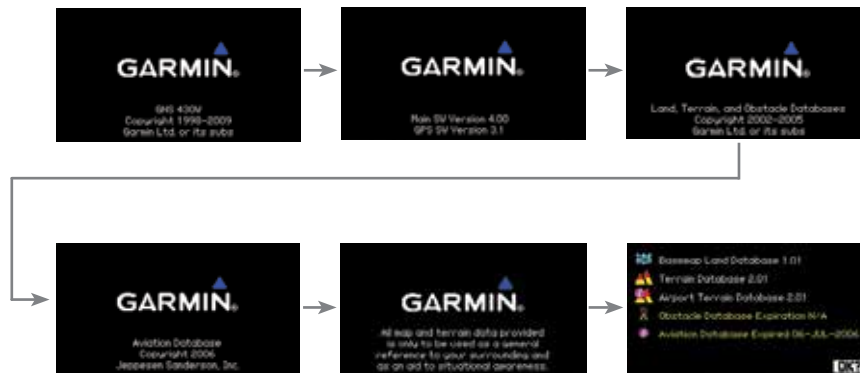 GARMIN®
GNS 430W
Copyright 1998-2009
Garmin Ltd. or its subs
GARMIN®
Main SW Version 4.00
GPS SW Version 3.1
GARMIN®
Land, Terrain, and Obstacle Databases
Copyright 2002-2005
Garmin Ltd. or its subs
GARMIN®
Aviation Database
Copyright 2006
Jeppesen Sanderson, Inc.
GARMIN®
All map and terrain data provided
is only to be used as a general
reference to your surrounding and
as an aid to situational awareness.
Basemap Land Database 1.01
Terrain Database 2.01
Airport Terrain Database 2.01
Obstacle Database Expiration N/A
Aviation Database Expired 06-JUL-2006
OK?